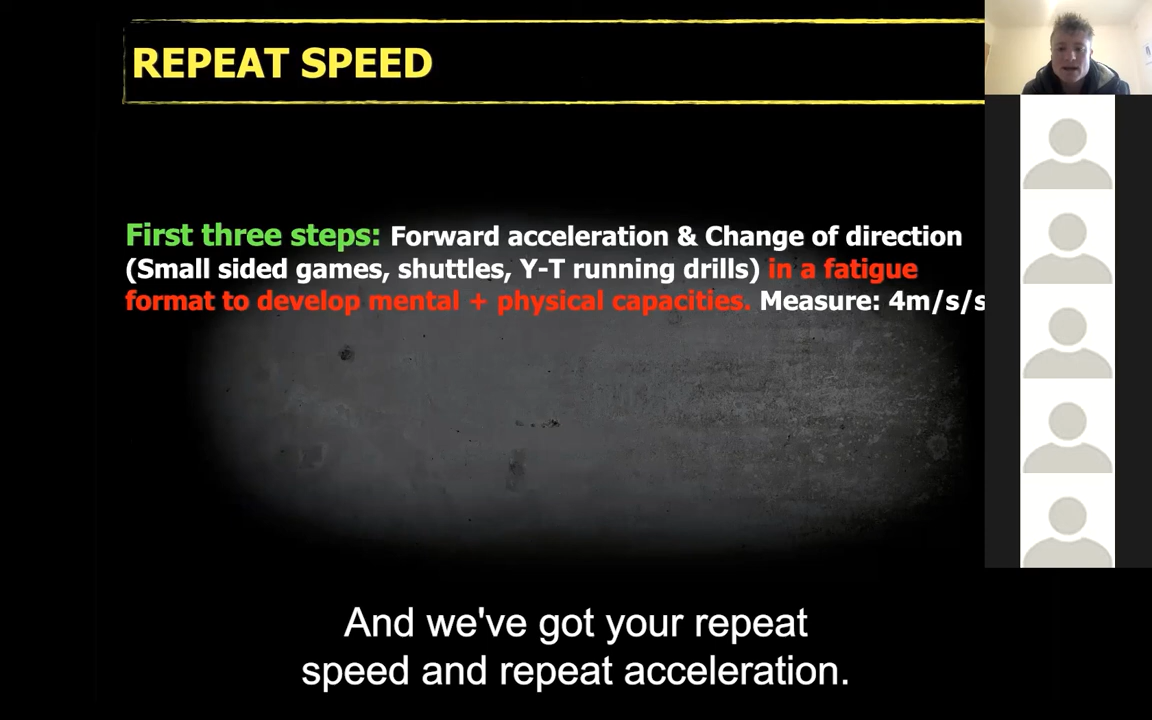 REPEAT SPEED
First three steps: Forward acceleration & Change of direction
(Small sided games, shuttles, Y-T running drills) in a fatigue
format to develop mental + physical capacities. Measure: 4m/s/s
And we've got your repeat
speed and repeat acceleration.